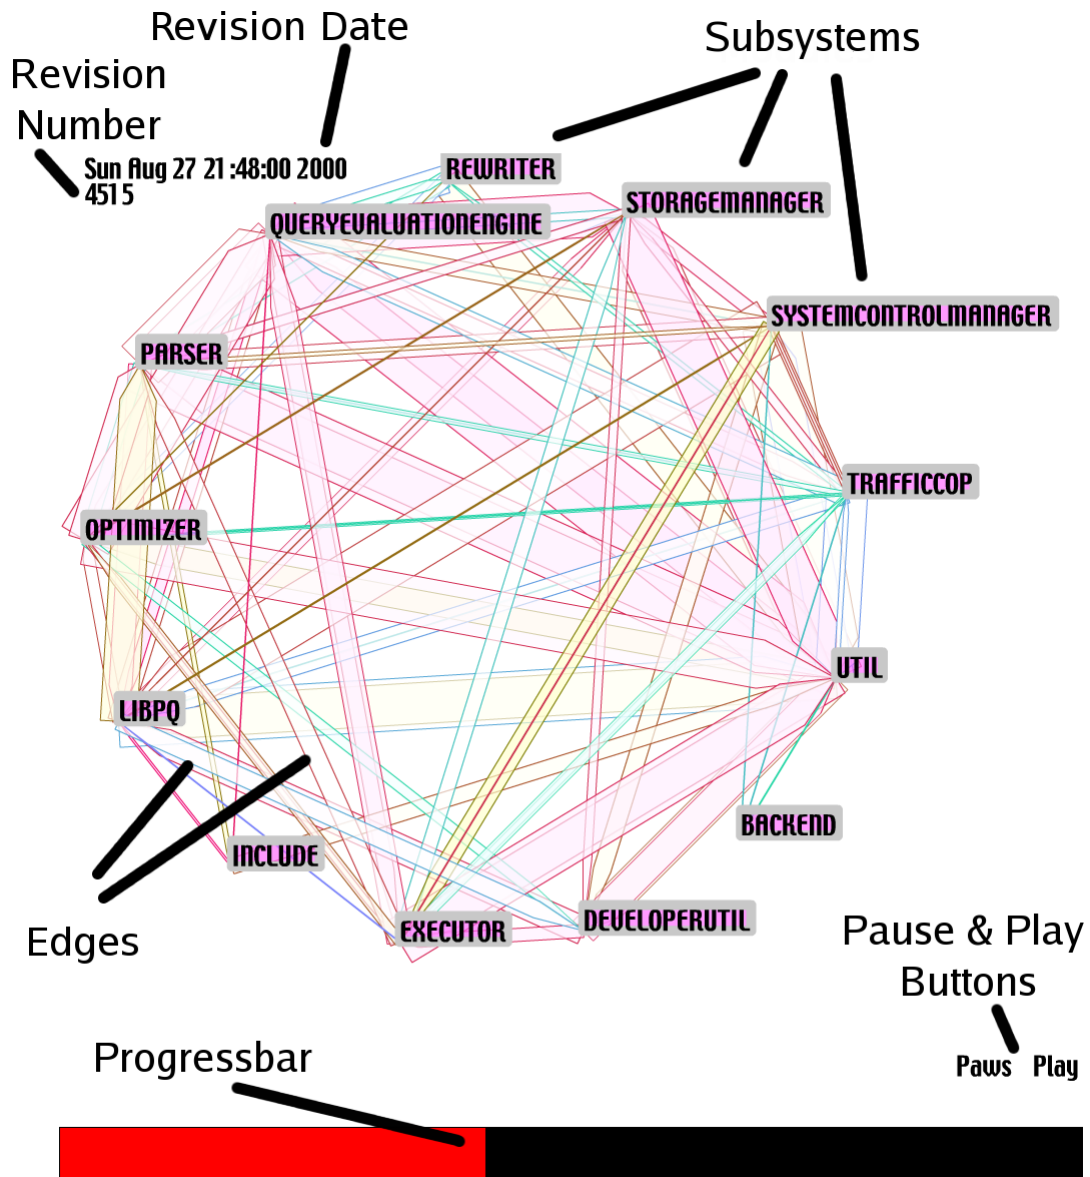 Revision Date
Subsystems
Revision
Number
Sun Aug 27 21:48:00 2000
4515
REWRITER
STORAGEMANAGER
QUERYEVALUATIONENGINE
SYSTEMCONTROLMANAGER
PARSER
TRAFFICCOP
OPTIMIZER
UTIL
LIBPQ
BACKEND
INCLUDE
DEVELOPERUTIL
EXECUTOR
Edges
Pause & Play
Buttons
Progressbar
Paws Play